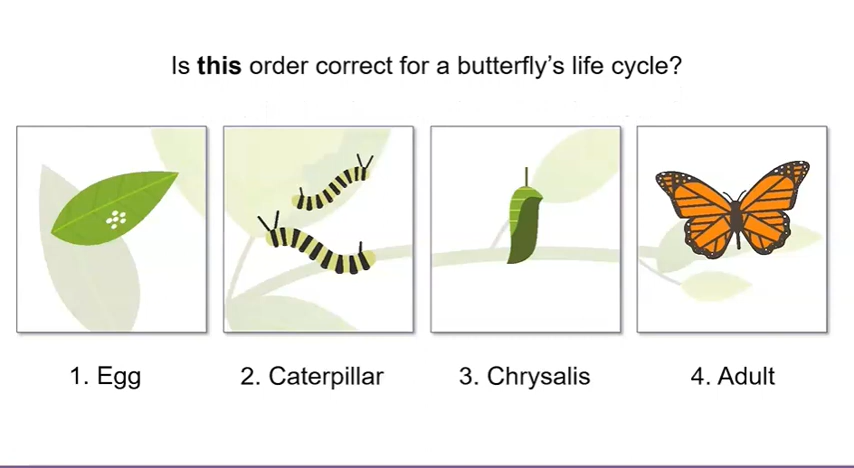 Is this order correct for a butterfly’s life cycle?
1. Egg
2. Caterpillar
3. Chrysalis
4. Adult